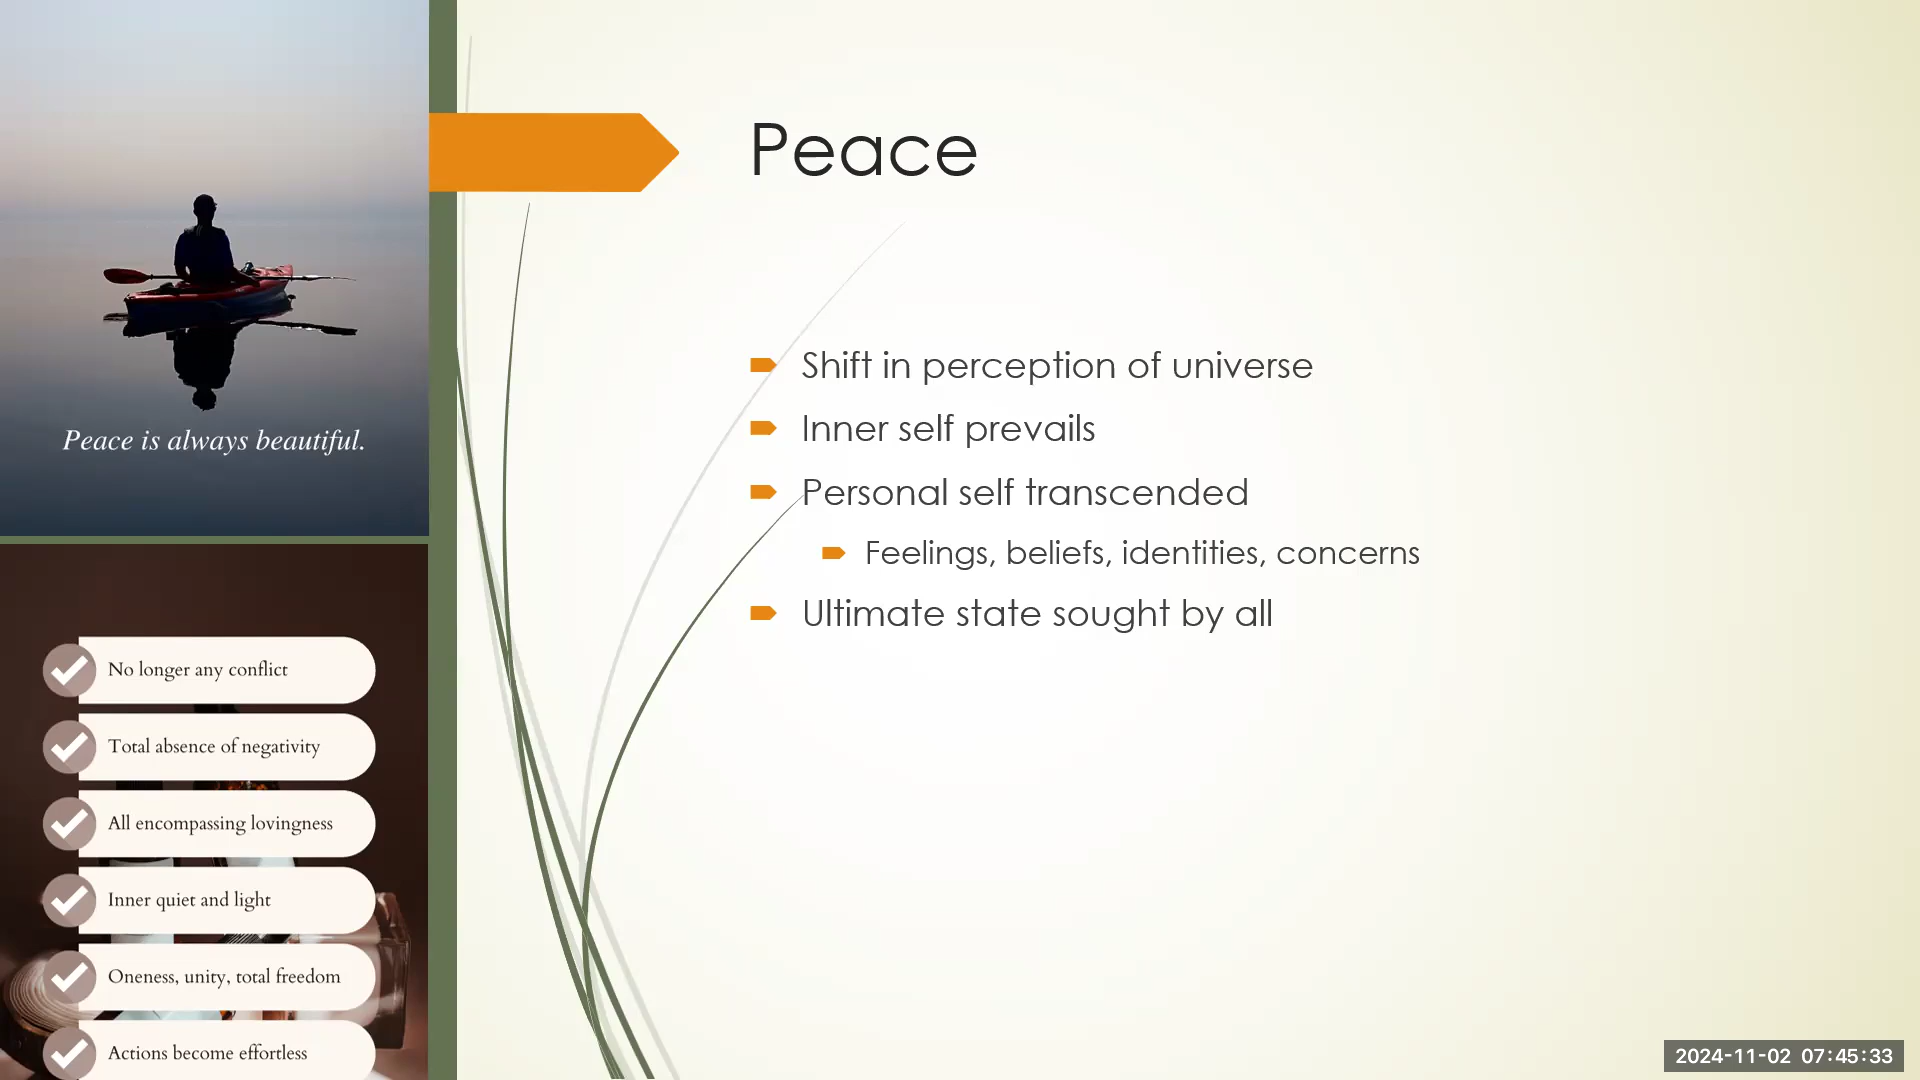 Peace
Shift in perception of universe
Inner self prevails
Personal self transcended
Feelings, beliefs, identities, concerns
Ultimate state sought by all
Peace is always beautiful.
No longer any conflict
Total absence of negativity
All encompassing lovingness
Inner quiet and light
Oneness, unity, total freedom
Actions become effortless
2024-11-02 07:45:33